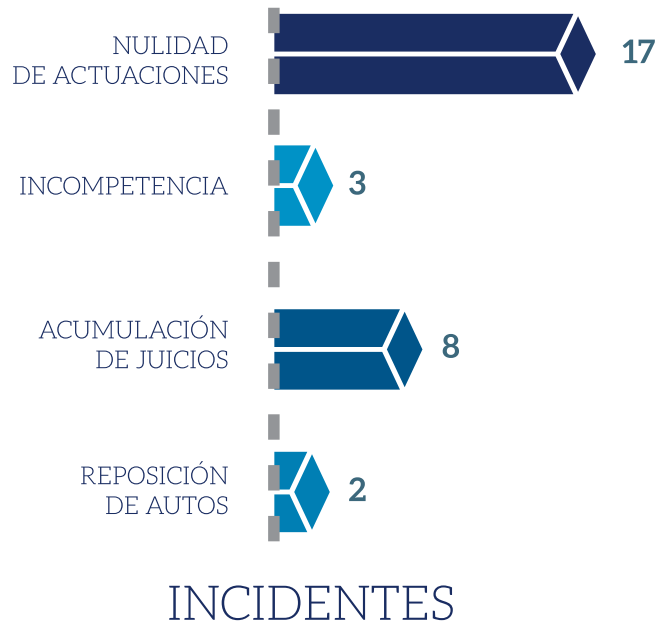 NULIDAD
DE ACTUACIONES
17
INCOMPETENCIA
3
ACUMULACIÓN
DE JUICIOS
8
REPOSICIÓN
DE AUTOS
2
INCIDENTES